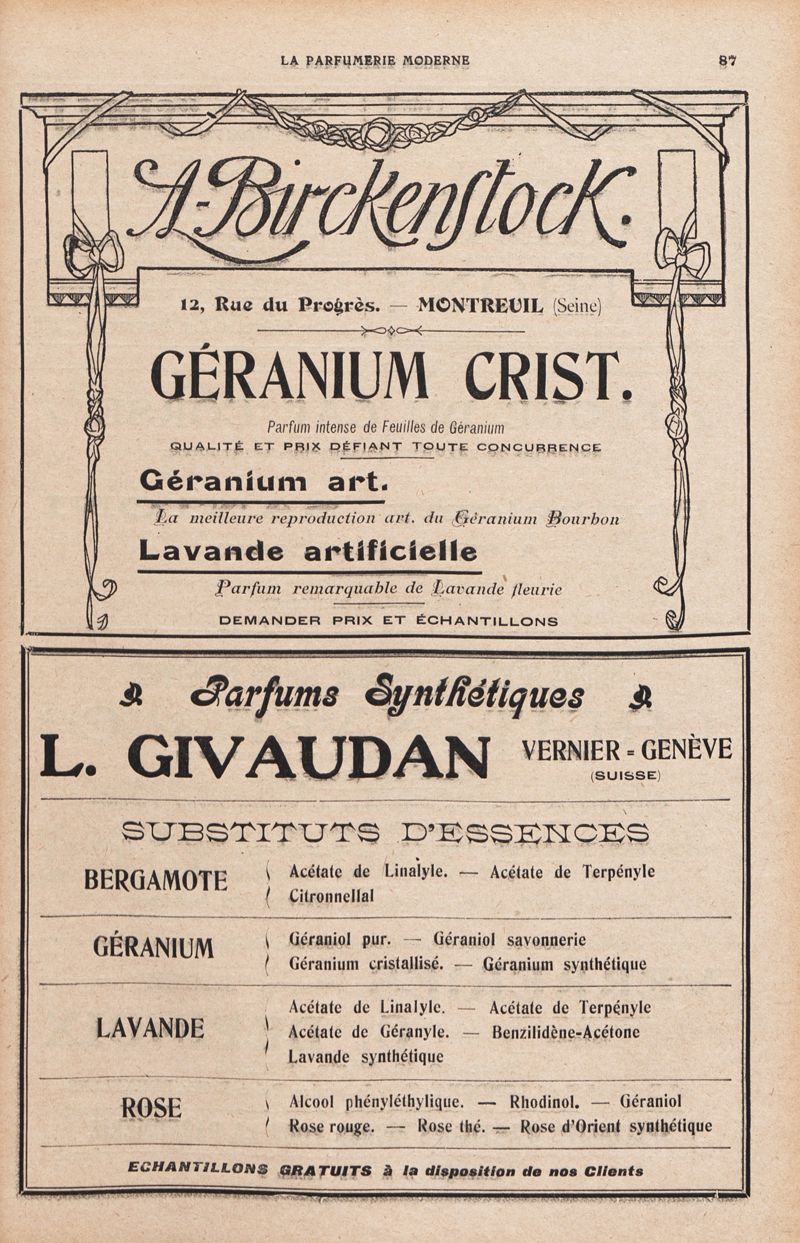 LA PARFUMERIE MODERNE 87
A-Birckenstock.
12, Rue du Progrès. — MONTREUIL (Seine)
GÉRANIUM CRIST.
Parfum intense de Feuilles de Géranium
QUALITÉ ET PRIX DÉFIANT TOUTE CONCURRENCE
Géranium art.
La meilleure reproduction art. du Géranium Bourbon
Lavande artificielle
Parfum remarquable de Lavande fleurie
DEMANDER PRIX ET ÉCHANTILLONS
Parfums Synthétiques
L. GIVAUDAN VERNIER = GENÈVE
(SUISSE)
SUBSTITUTS D'ESSENCES
BERGAMOTE
Acétate de Linalyle. — Acétate de Terpényle
Citronnellal
GÉRANIUM
Géraniol pur. — Géraniol savonnerie
Géranium cristallisé. — Géranium synthétique
LAVANDE
Acétate de Linalyle. — Acétate de Terpényle
Acétate de Géranyle. — Benzilidène-Acétone
Lavande synthétique
ROSE
Alcool phényléthylique. — Rhodinol. — Géraniol
Rose rouge. — Rose thé. — Rose d'Orient synthétique
ECHANTILLONS GRATUITS à la disposition de nos Clients